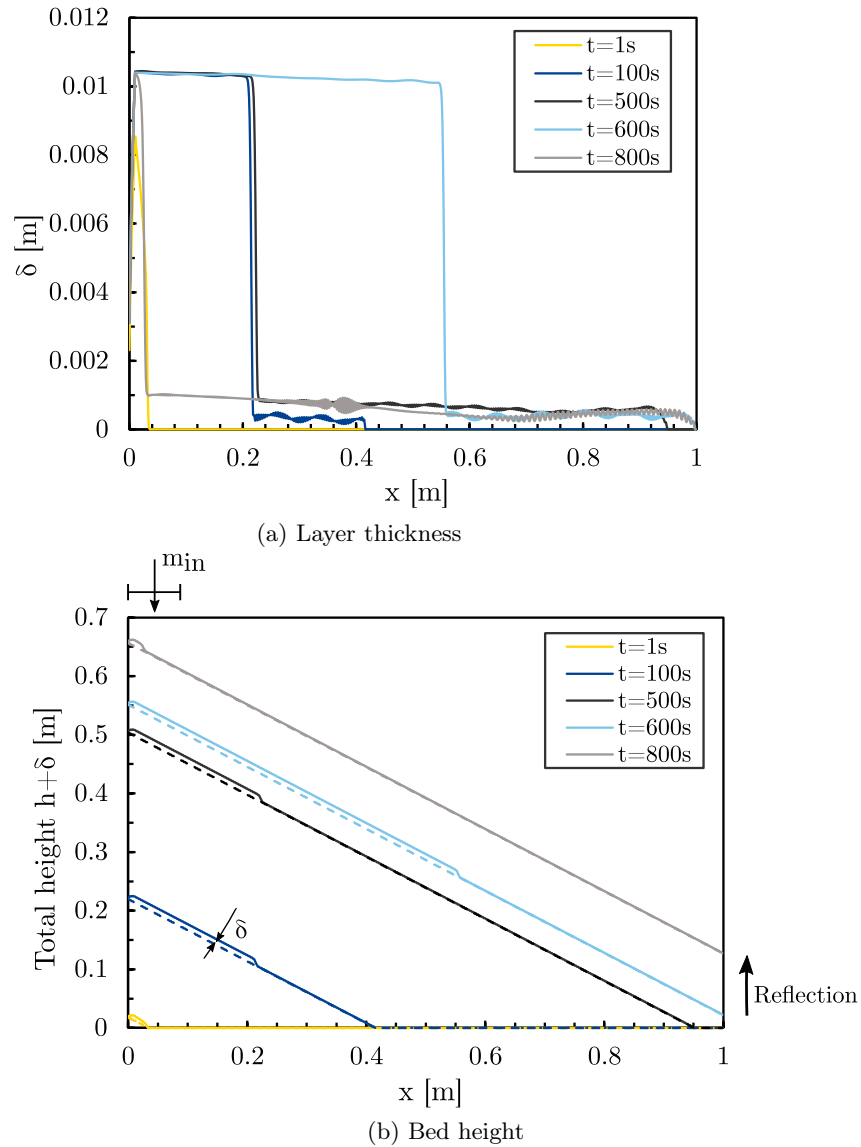 0.012
0.01
0.008
0.006
0.004
0.002
0
δ [m]
t=1s
t=100s
t=500s
t=600s
t=800s
0 0.2 0.4 0.6 0.8 1
x [m]
(a) Layer thickness
min
0.7
0.6
0.5
0.4
0.3
0.2
0.1
0
Total height h+δ [m]
t=1s
t=100s
t=500s
t=600s
t=800s
δ
Reflection
0 0.2 0.4 0.6 0.8 1
x [m]
(b) Bed height